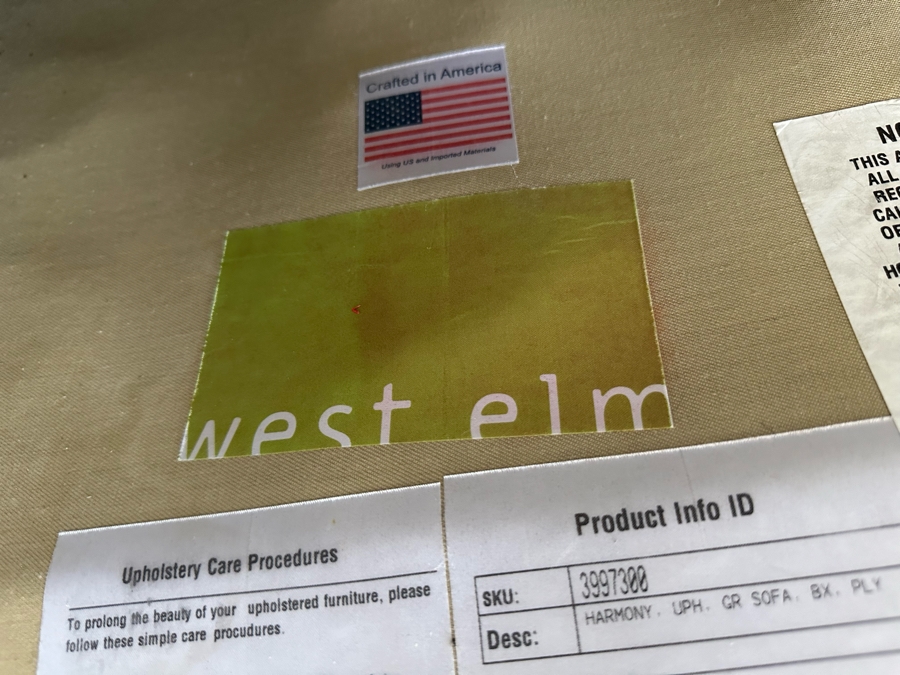 Crafted in America
Using US and Imported Materials
west elm
THIS
ALL
Upholstery Care Procedures
To prolong the beauty of your upholstered furniture, please
follow these simple care procudures.
Product Info ID
SKU: 3997300
Desc: HARMONY. UPH. GR SOFA. BX. PLY